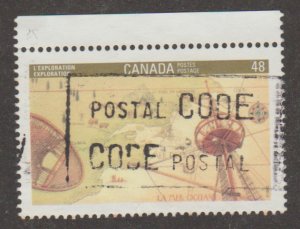 L'EXPLORATION
EXPLORATION
CANADA
POSTES
POSTAGE
48
POSTAL CODE
CODE POSTAL